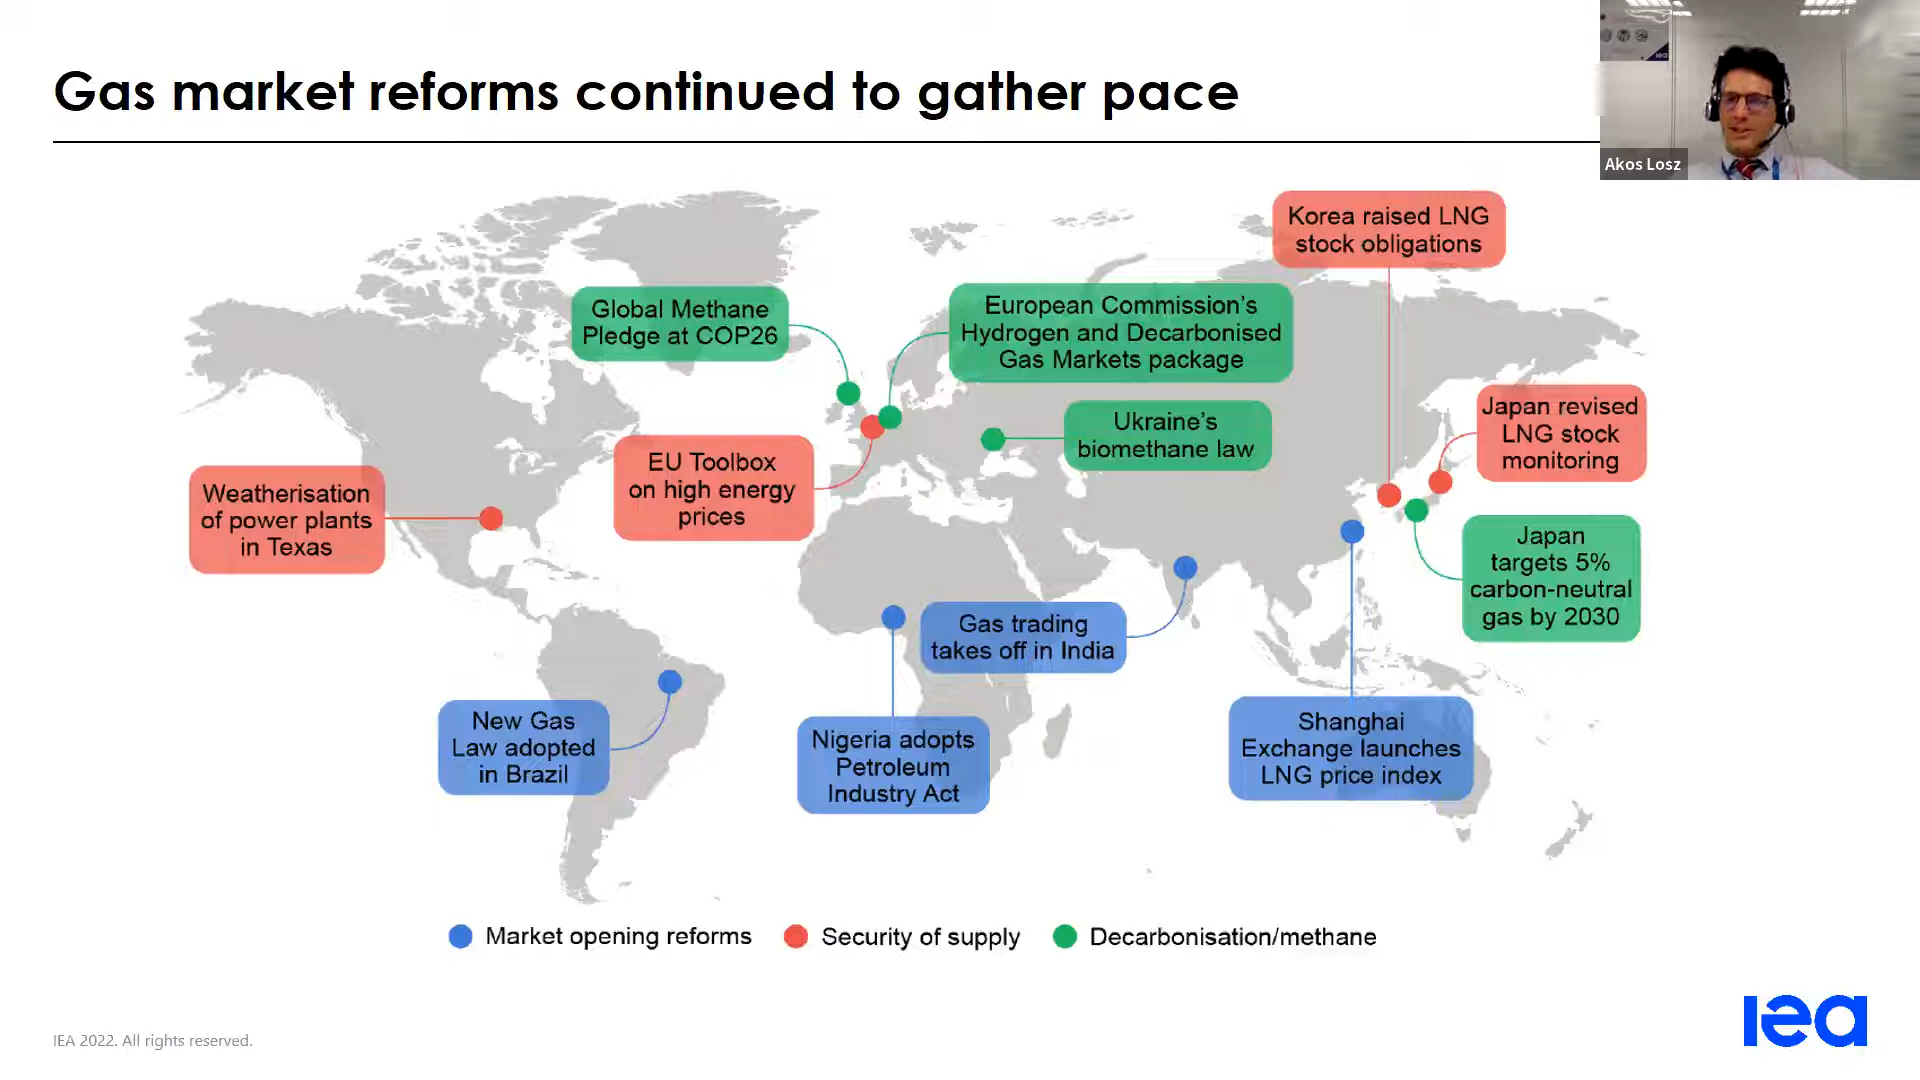 Gas market reforms continued to gather pace
iea
Akos Losz
Korea raised LNG
stock obligations
Global Methane
Pledge at COP26
European Commission’s
Hydrogen and Decarbonised
Gas Markets package
Japan revised
LNG stock
monitoring
Ukraine’s
biomethane law
EU Toolbox
on high energy
prices
Weatherisation
of power plants
in Texas
Japan
targets 5%
carbon-neutral
gas by 2030
Gas trading
takes off in India
New Gas
Law adopted
in Brazil
Nigeria adopts
Petroleum
Industry Act
Shanghai
Exchange launches
LNG price index
Market opening reforms
Security of supply
Decarbonisation/methane
IEA 2022. All rights reserved.
iea